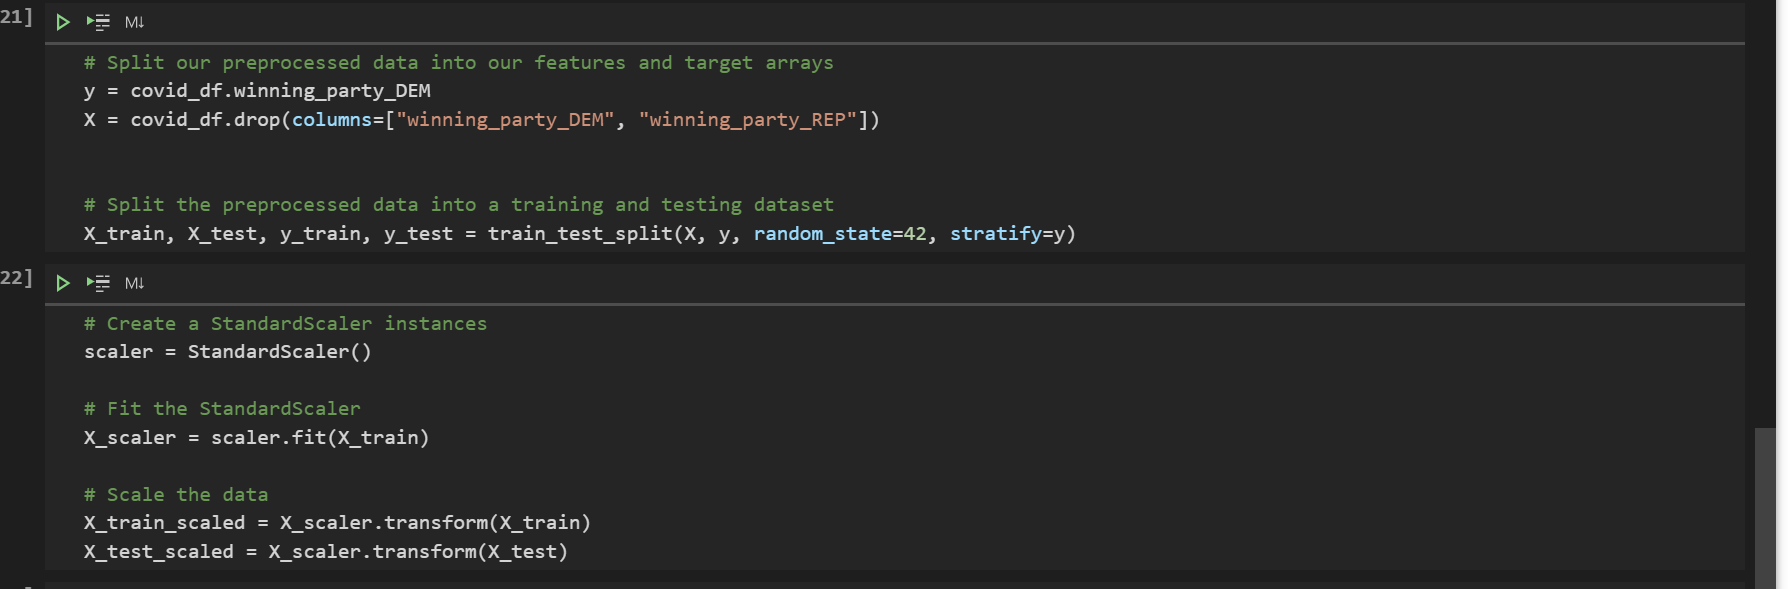 21]
M↓
# Split our preprocessed data into our features and target arrays
y = covid_df.winning_party_DEM
X = covid_df.drop(columns=["winning_party_DEM", "winning_party_REP"])
# Split the preprocessed data into a training and testing dataset
X_train, X_test, y_train, y_test = train_test_split(X, y, random_state=42, stratify=y)
22]
M↓
# Create a StandardScaler instances
scaler = StandardScaler()
# Fit the StandardScaler
X_scaler = scaler.fit(X_train)
# Scale the data
X_train_scaled = X_scaler.transform(X_train)
X_test_scaled = X_scaler.transform(X_test)